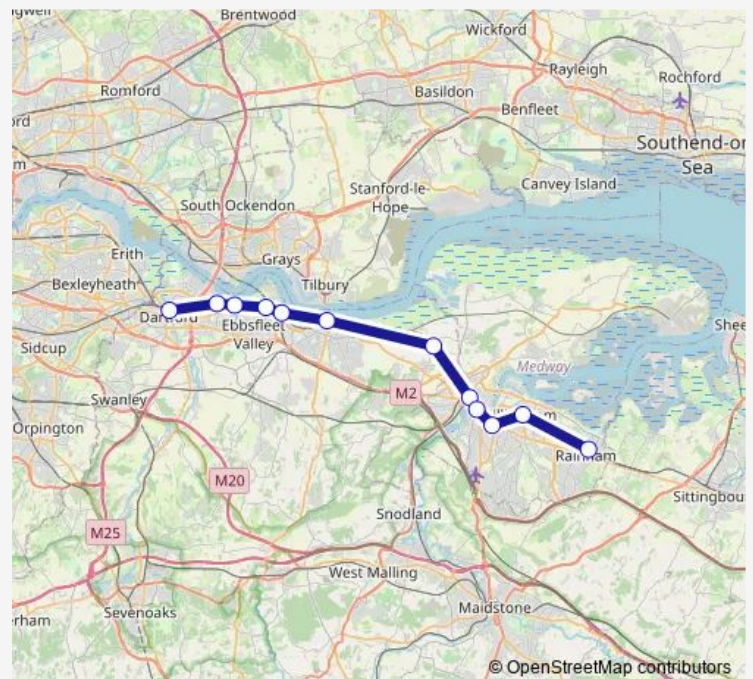 Brentwood
Wickford
Rayleigh
Rochford
Romford
Basildon
Benfleet
Southend-on
Sea
Stanford-le
Hope
Canvey Island
South Ockendon
Erith
Grays
Tilbury
Bexleyheath
Ebbsfleet
Valley
Sidcup
Medway
Swanley
M2
Orpington
Rainham
M20
Sittingbou
Snodland
M25
West Malling
Sevenoaks
Maidstone
© OpenStreetMap contributors